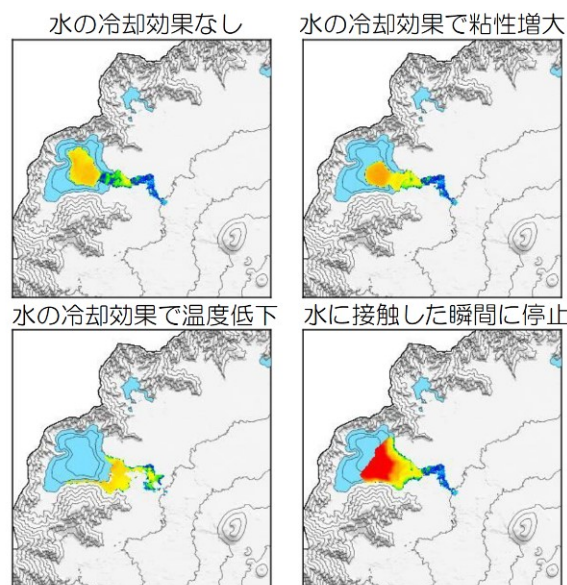 水の冷却効果なし
水の冷却効果で粘性増大
水の冷却効果で温度低下
水に接触した瞬間に停止